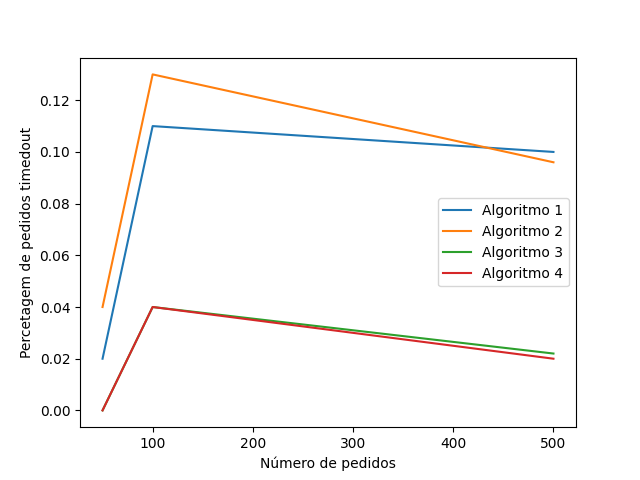 Percetagem de pedidos timedout
0.12
0.10
0.08
0.06
0.04
0.02
0.00
Algoritmo 1
Algoritmo 2
Algoritmo 3
Algoritmo 4
100
200
300
400
500
Número de pedidos